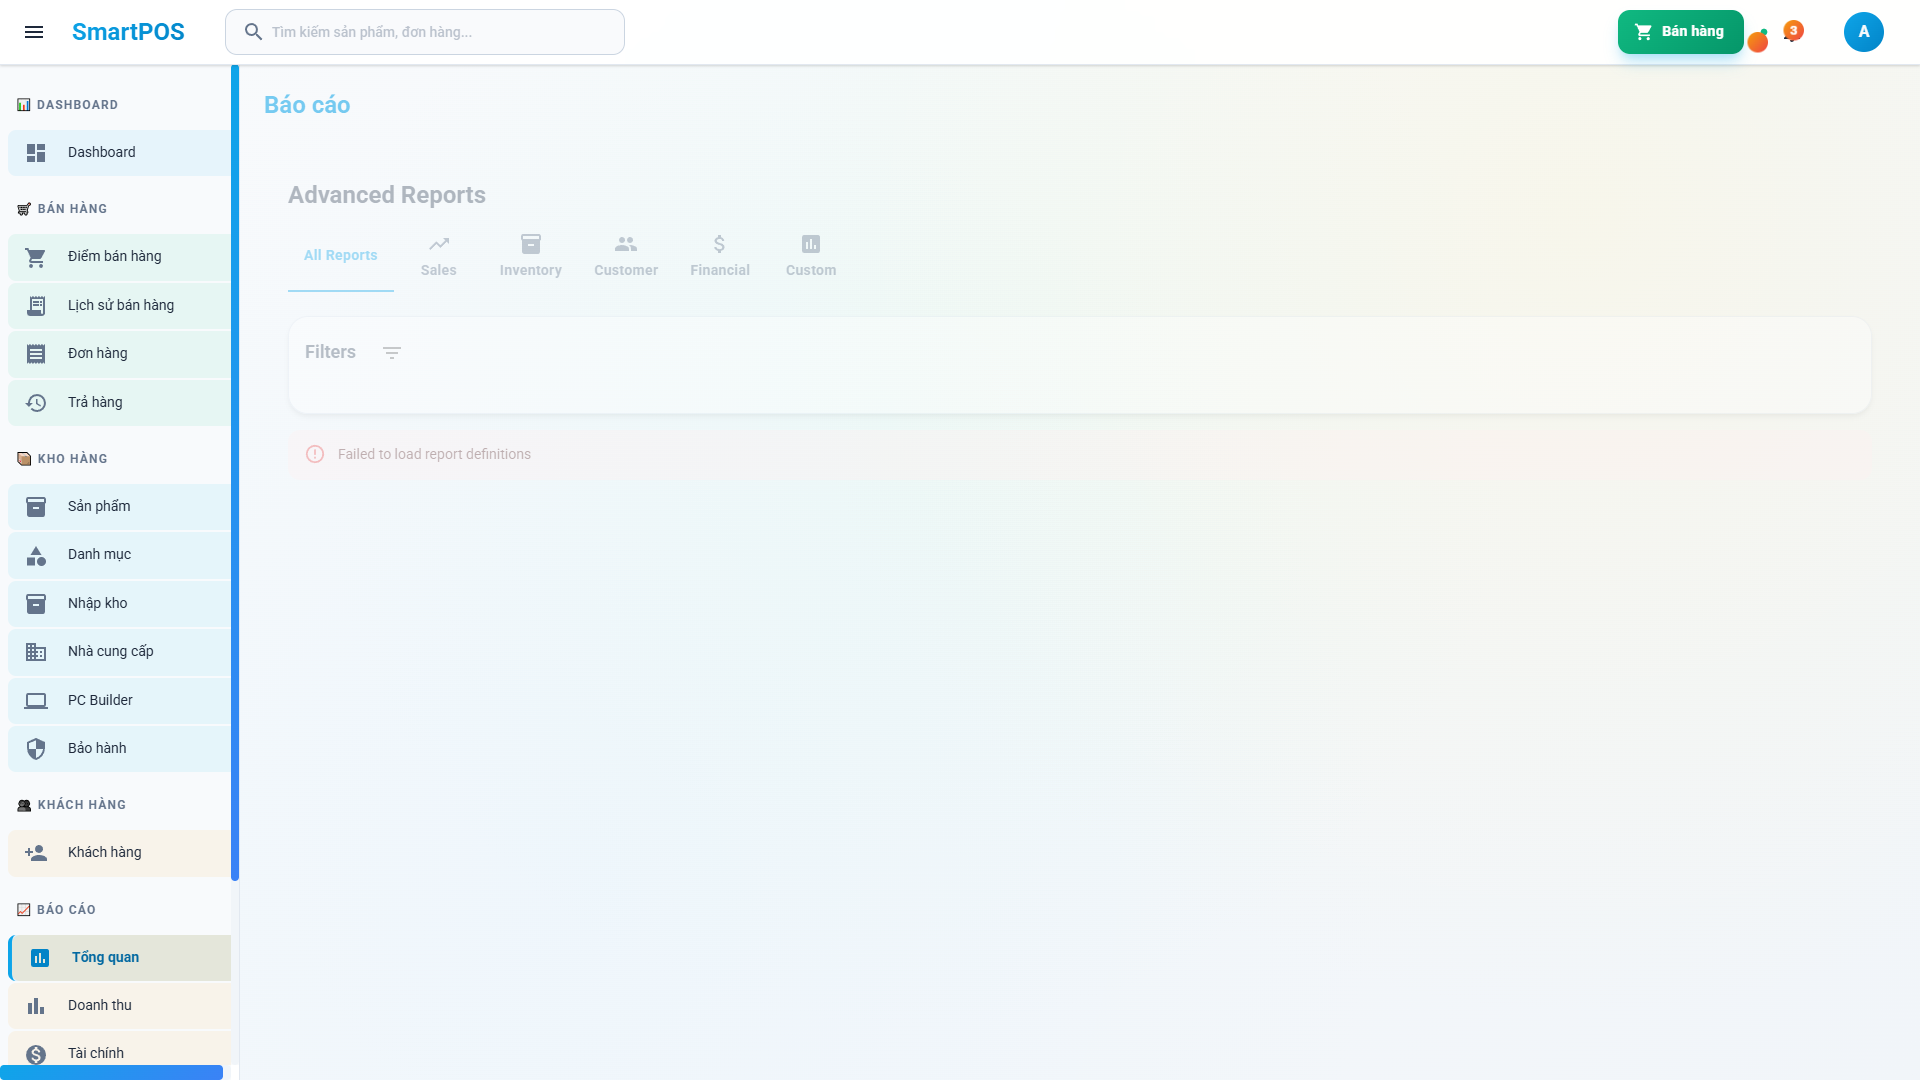 SmartPOS
Tìm kiếm sản phẩm, đơn hàng...
Bán hàng
3
A
DASHBOARD
Dashboard
BÁN HÀNG
Điểm bán hàng
Lịch sử bán hàng
Đơn hàng
Trả hàng
KHO HÀNG
Sản phẩm
Danh mục
Nhập kho
Nhà cung cấp
PC Builder
Bảo hành
KHÁCH HÀNG
Khách hàng
BÁO CÁO
Tổng quan
Doanh thu
Tài chính
Báo cáo
Advanced Reports
All Reports
Sales
Inventory
Customer
Financial
Custom
Filters
Failed to load report definitions